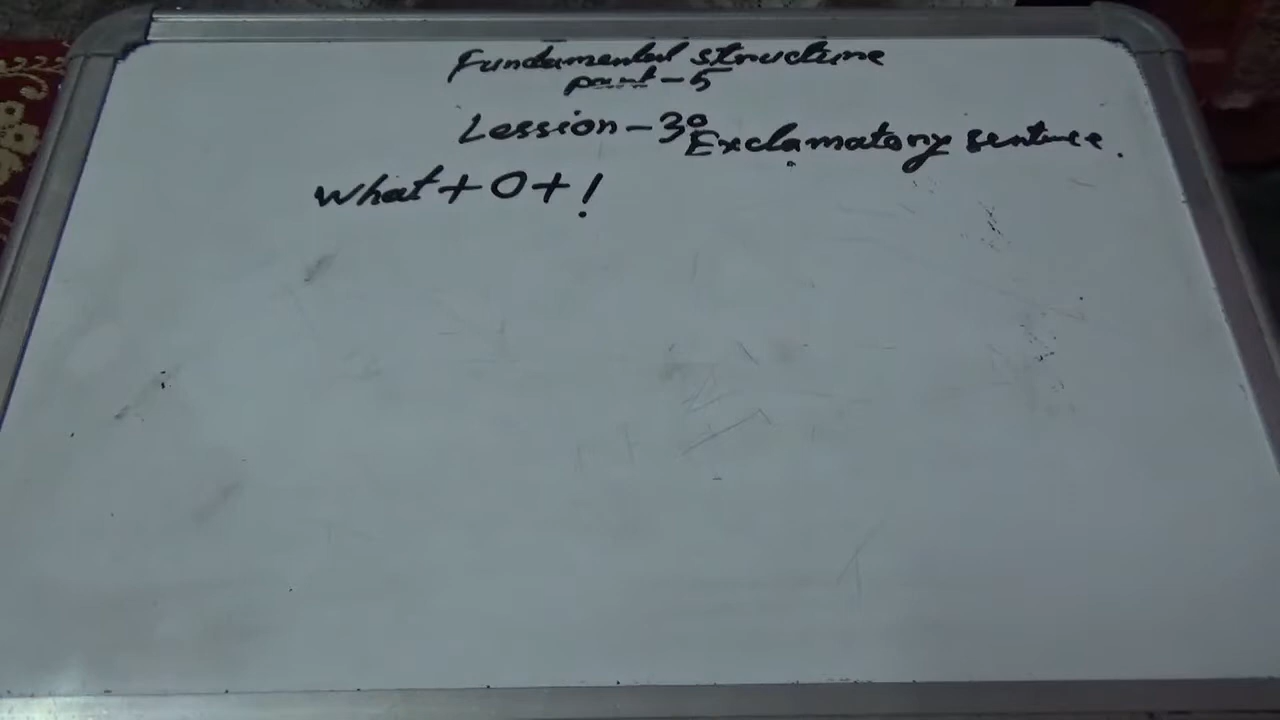 Fundamental structure
part-5
Lession-30
Exclamatory sentence.
What+O+!